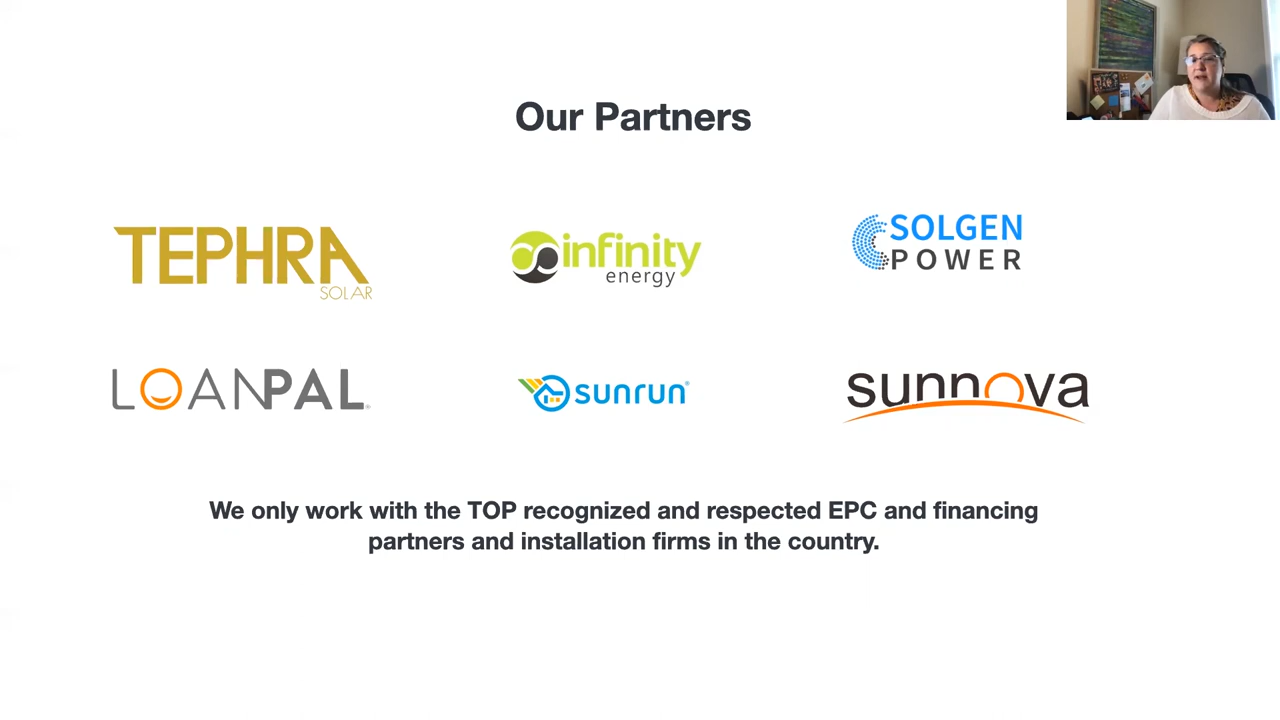 Our Partners
TEPHRA
SOLAR
infinity
energy
SOLGEN
POWER
LOANPAL®
sunrun®
sunnova
We only work with the TOP recognized and respected EPC and financing
partners and installation firms in the country.